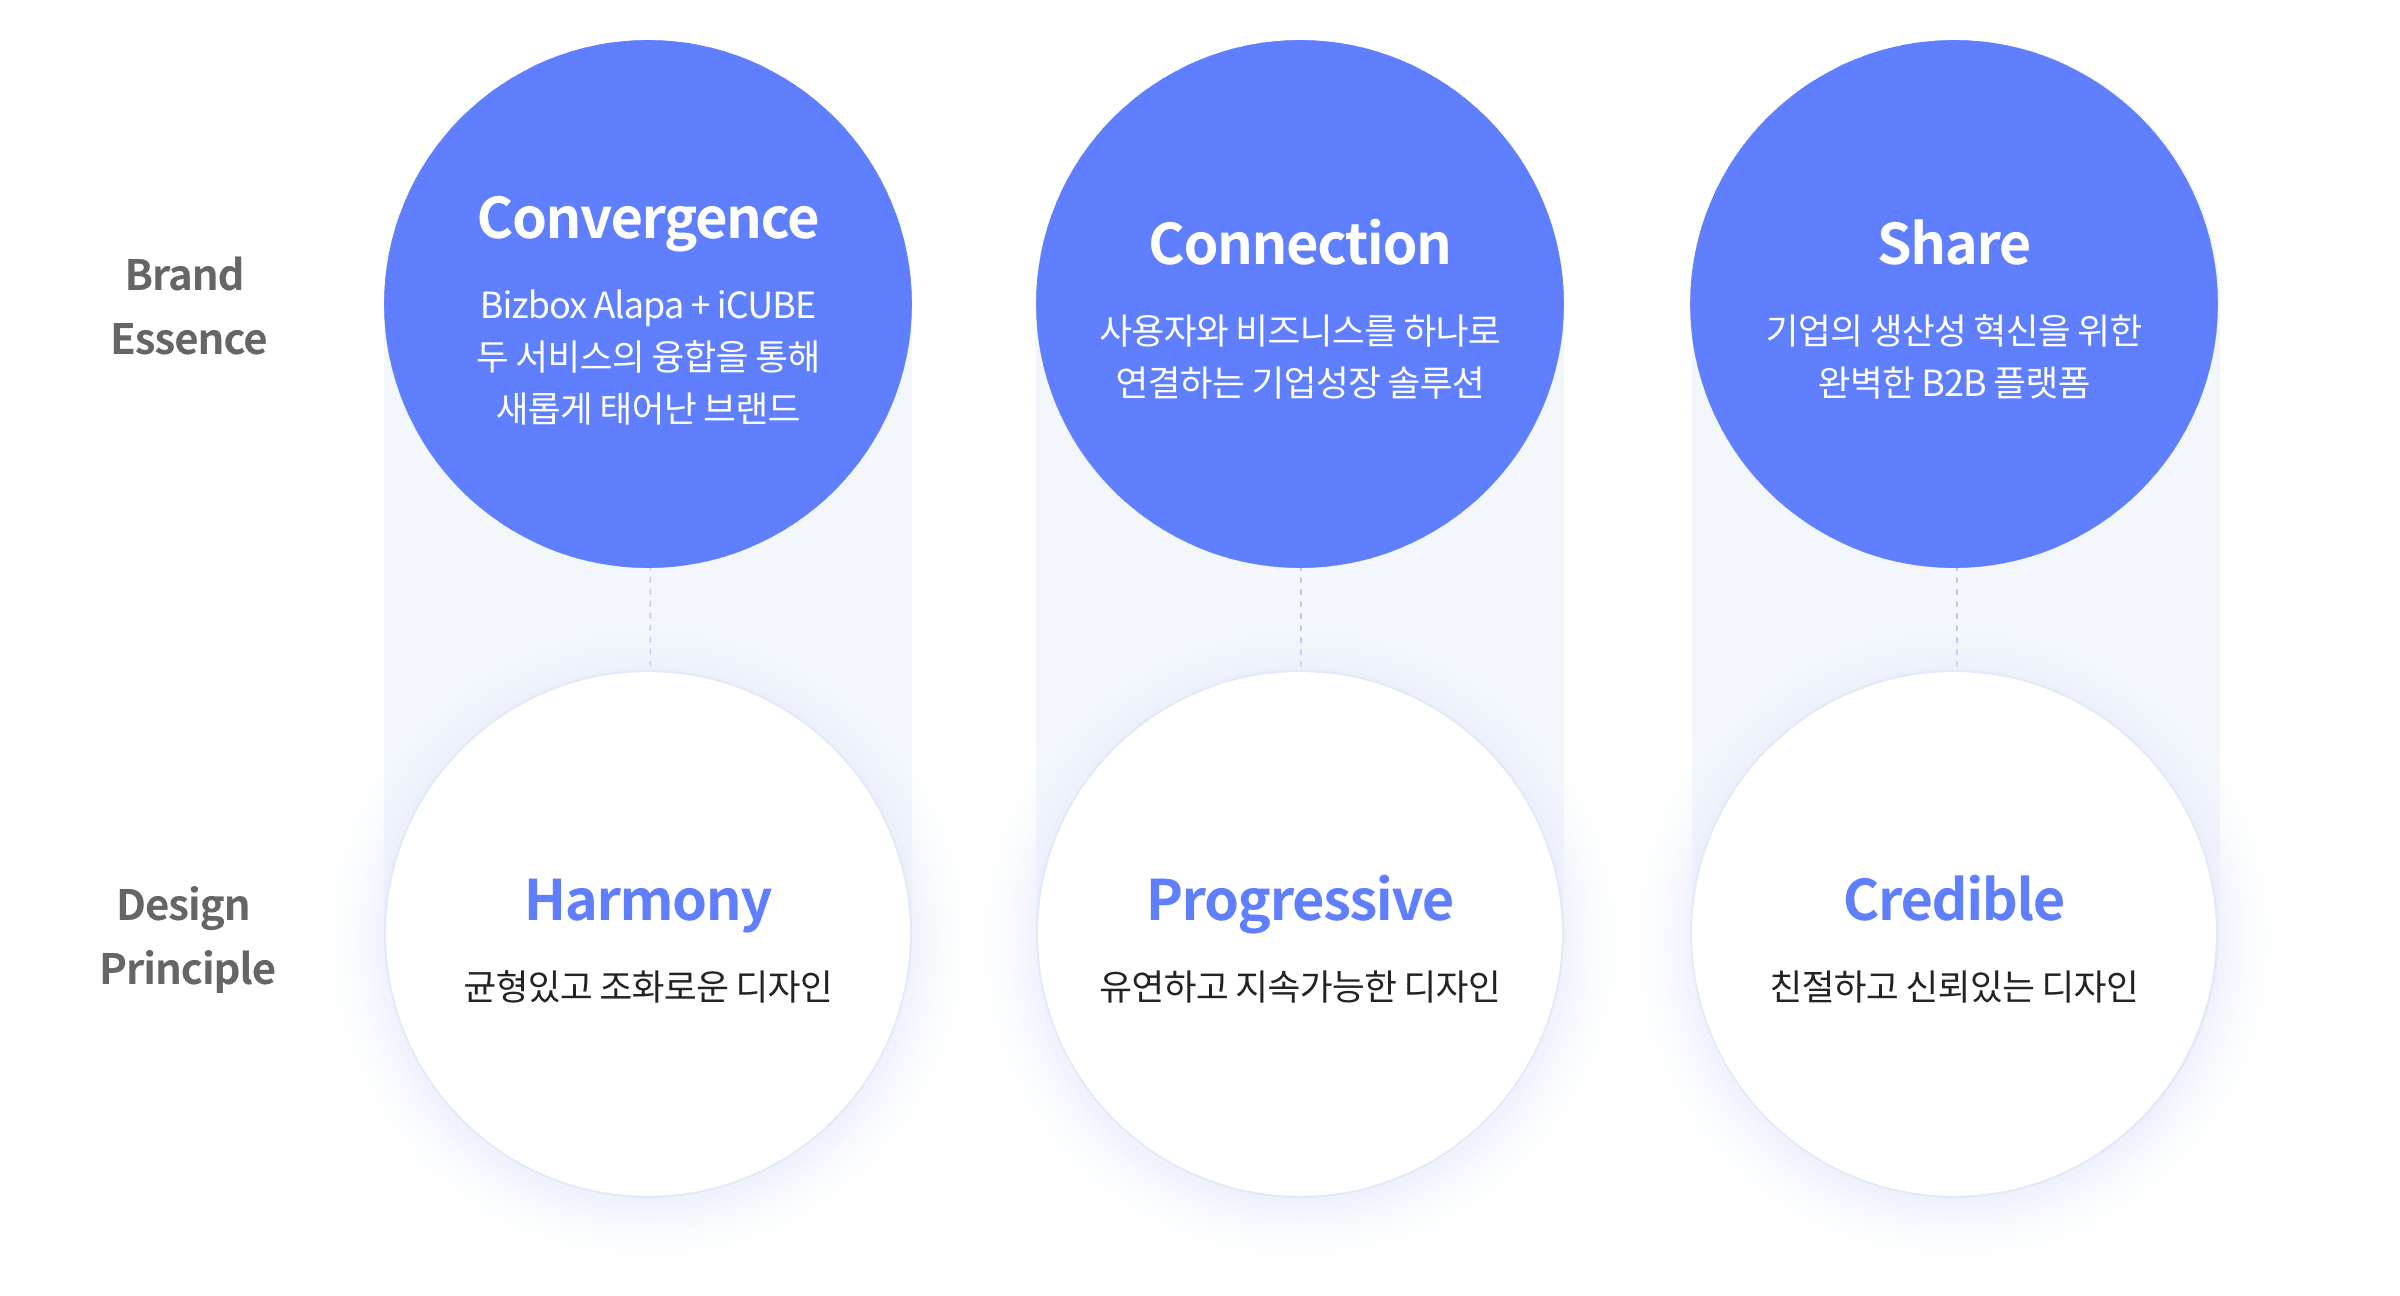 Brand
Essence
Convergence
Bizbox Alapa + iCUBE
두 서비스의 융합을 통해
새롭게 태어난 브랜드
Connection
사용자와 비즈니스를 하나로
연결하는 기업성장 솔루션
Share
기업의 생산성 혁신을 위한
완벽한 B2B 플랫폼
Design
Principle
Harmony
균형있고 조화로운 디자인
Progressive
유연하고 지속가능한 디자인
Credible
친절하고 신뢰있는 디자인